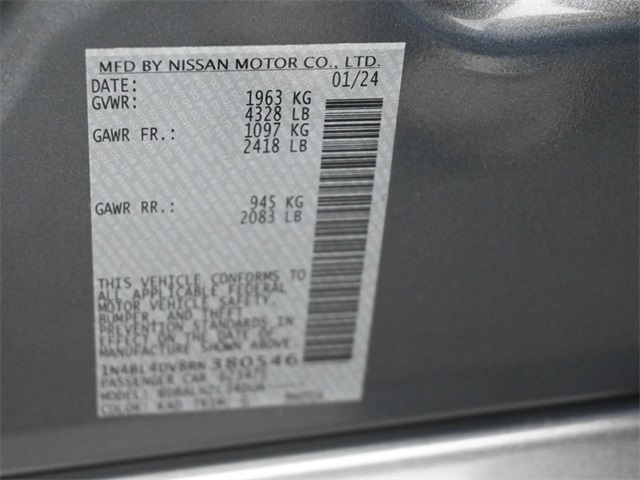 MFD BY NISSAN MOTOR CO., LTD.
DATE: 01/24
GVWR: 1963 KG
4328 LB
GAWR FR.: 1097 KG
2418 LB
GAWR RR.: 945 KG
2083 LB
THIS VEHICLE CONFORMS TO
ALL APPLICABLE FEDERAL
MOTOR VEHICLE SAFETY,
BUMPER, AND THEFT
PREVENTION STANDARDS IN
EFFECT ON THE DATE OF
MANUFACTURE SHOWN ABOVE.
1N4BL4DV8RN380546
PASSENGER CAR
MODEL:
COLOR: KAD